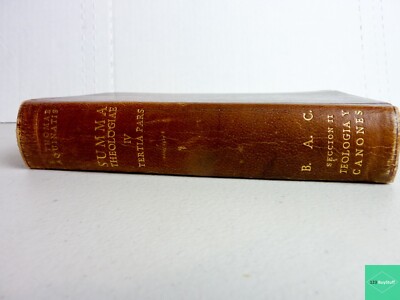 THOMAE
AQUINATIS
SUMMA
THEOLOGIAE
IV
TERTIA PARS
B. A. C.
SECCION II
TEOLOGIA Y
CANONES